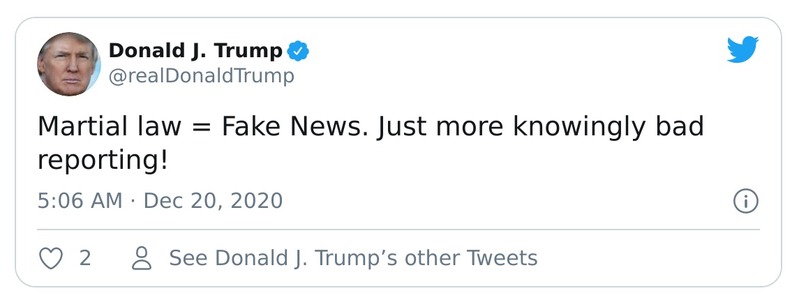 Donald J. Trump
@realDonaldTrump
Martial law = Fake News. Just more knowingly bad
reporting!
5:06 AM · Dec 20, 2020
2
See Donald J. Trump’s other Tweets